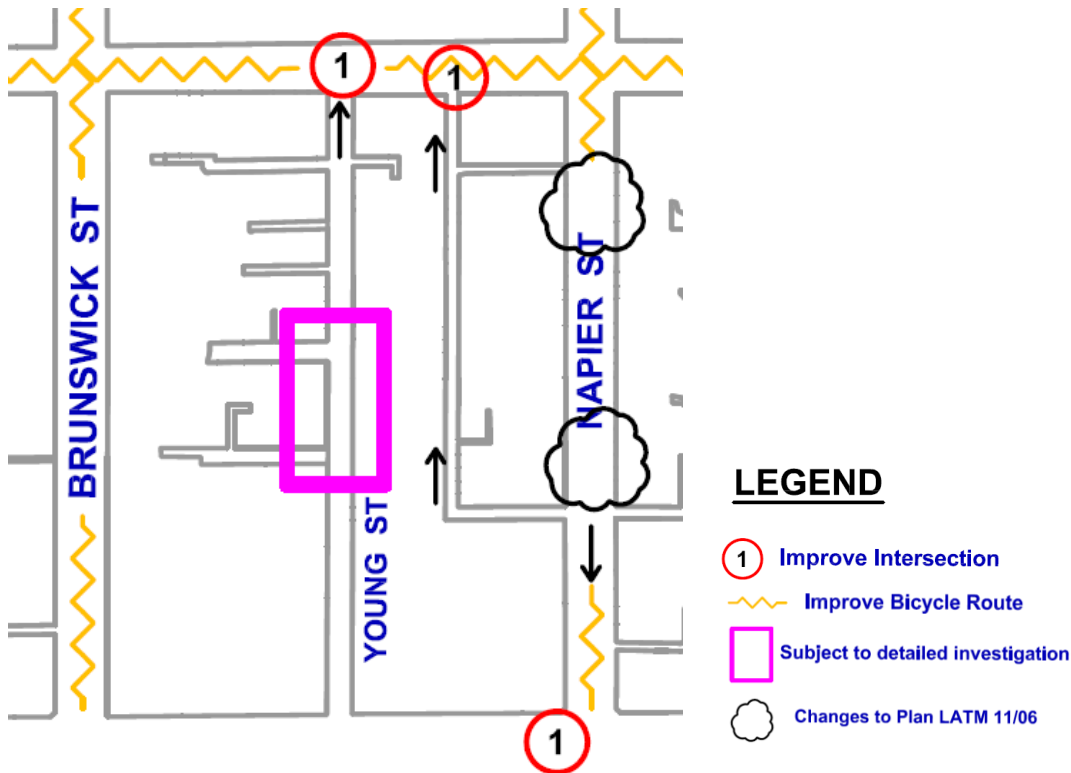 1
1
BRUNSWICK ST
NAPIER ST
YOUNG ST
1
LEGEND
1 Improve Intersection
Improve Bicycle Route
Subject to detailed investigation
Changes to Plan LATM 11/06